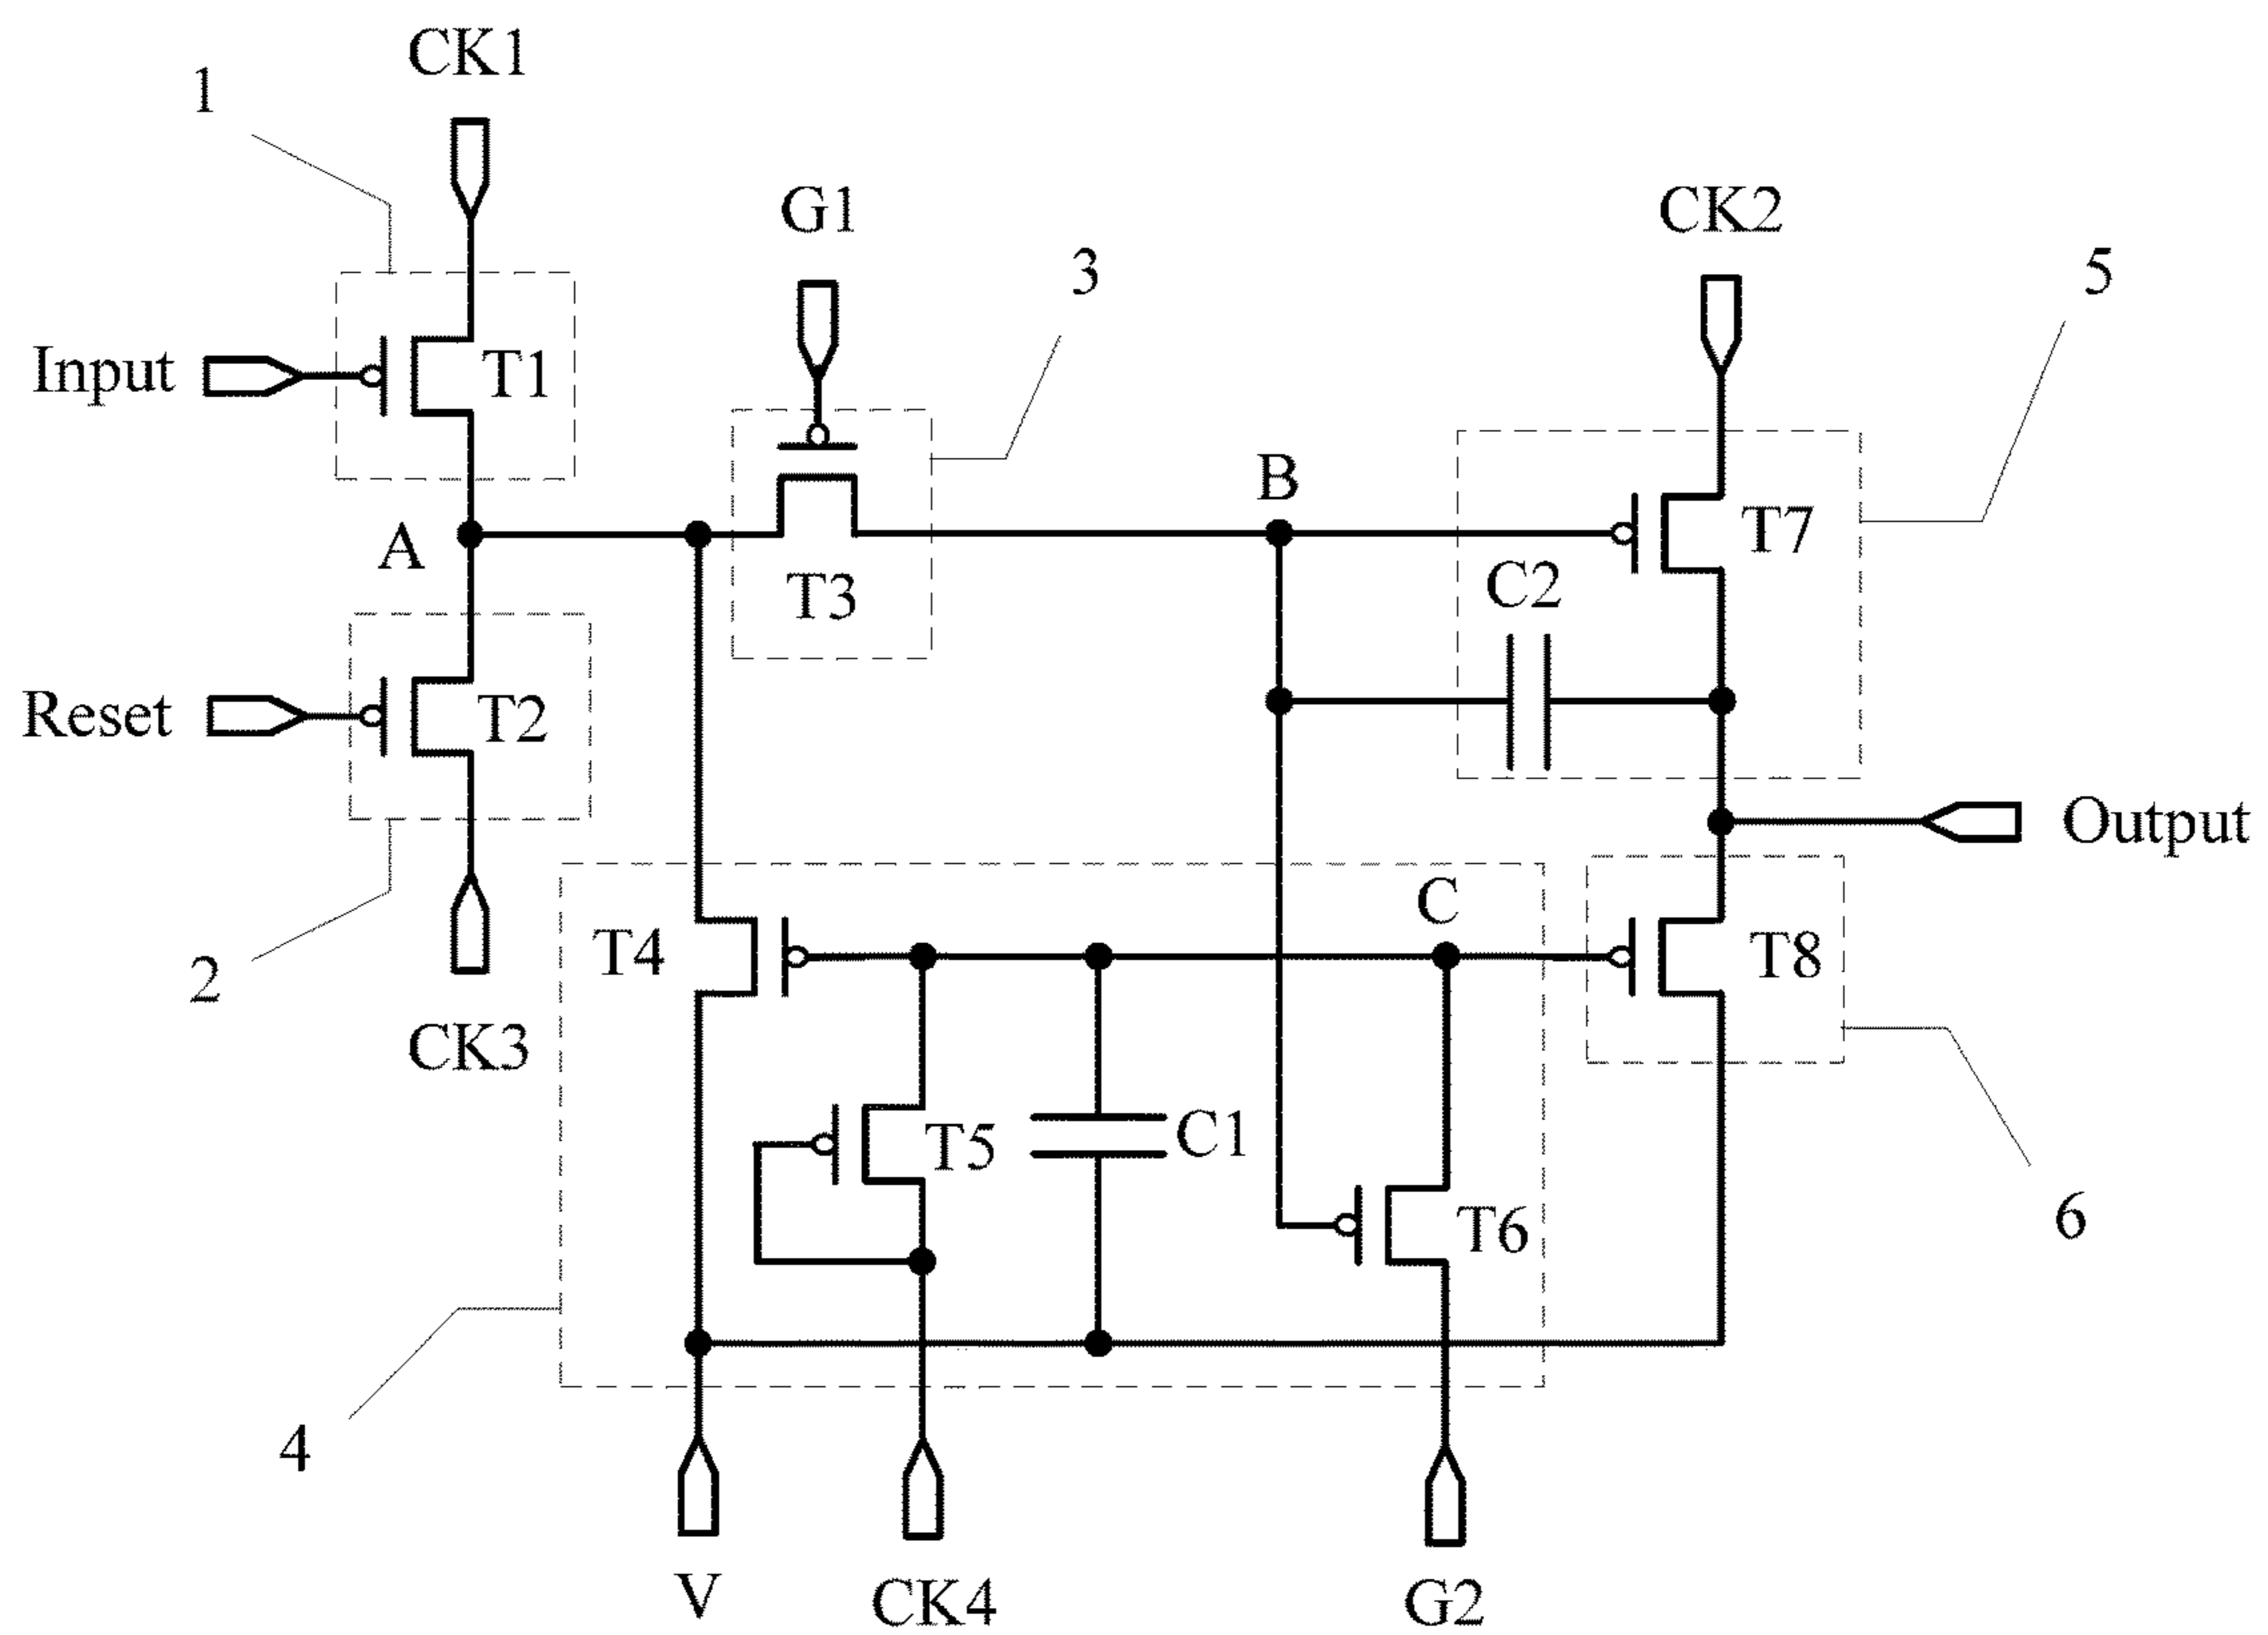 CK1
1
G1
CK2
3
5
Input
T1
B
T7
A
T3
C2
Reset
T2
Output
C
T4
T8
2
CK3
T5
C1
T6
6
4
V
CK4
G2